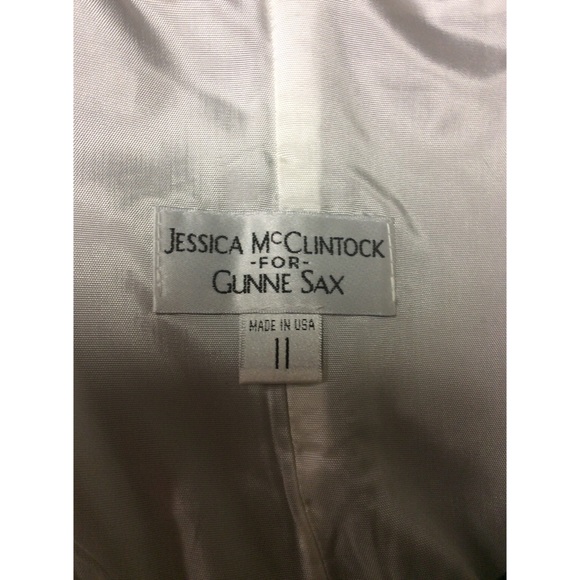 JESSICA McCLINTOCK
-FOR-
GUNNE SAX
MADE IN USA
11